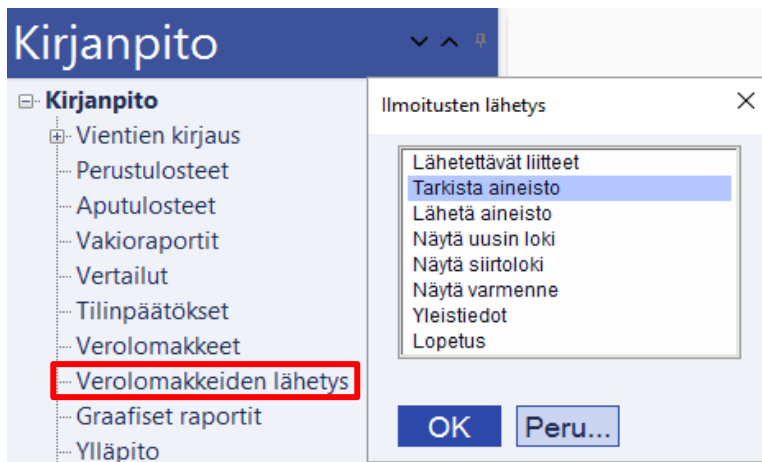 Kirjanpito
Kirjanpito
Vientien kirjaus
Perustulosteet
Aputulosteet
Vakioraportit
Vertailut
Tilinpäätökset
Verolomakkeet
Verolomakkeiden lähetys
Graafiset raportit
Ylläpito
Ilmoitusten lähetys
Lähetettävät liitteet
Tarkista aineisto
Lähetä aineisto
Näytä uusin loki
Näytä siirtoloki
Näytä varmenne
Yleistiedot
Lopetus
OK
Peru...